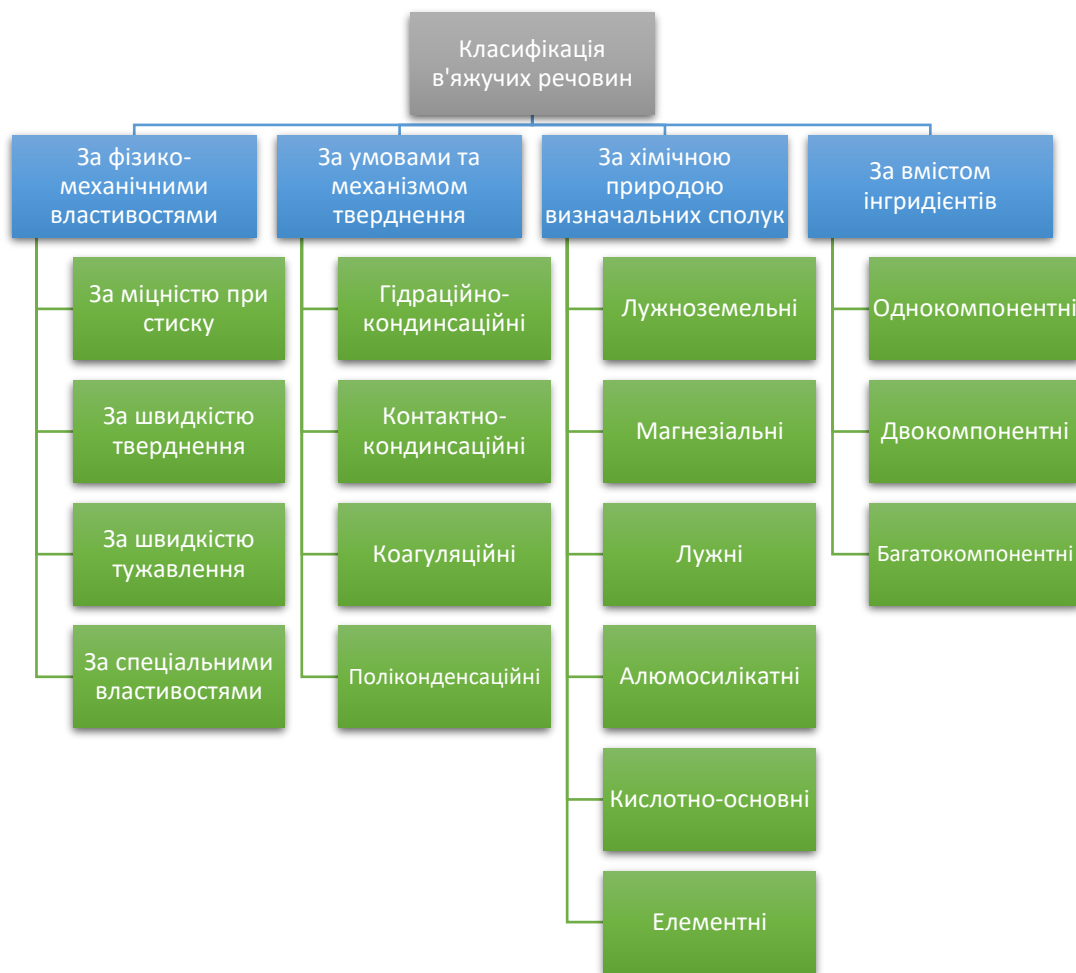 Класифікація
в'яжучих речовин
За фізико-
механічними
властивостями
За міцністю при
стиску
За швидкістю
тверднення
За швидкістю
тужавлення
За спеціальними
властивостями
За умовами та
механізмом
тверднення
Гідраційно-
кондинсаційні
Контактно-
кондинсаційні
Коагуляційні
Поліконденсаційні
За хімічною
природою
визначальних сполук
Лужноземельні
Магнезіальні
Лужні
Алюмосилікатні
Кислотно-основні
Елементні
За вмістом
інгридієнтів
Однокомпонентні
Двокомпонентні
Багатокомпонентні